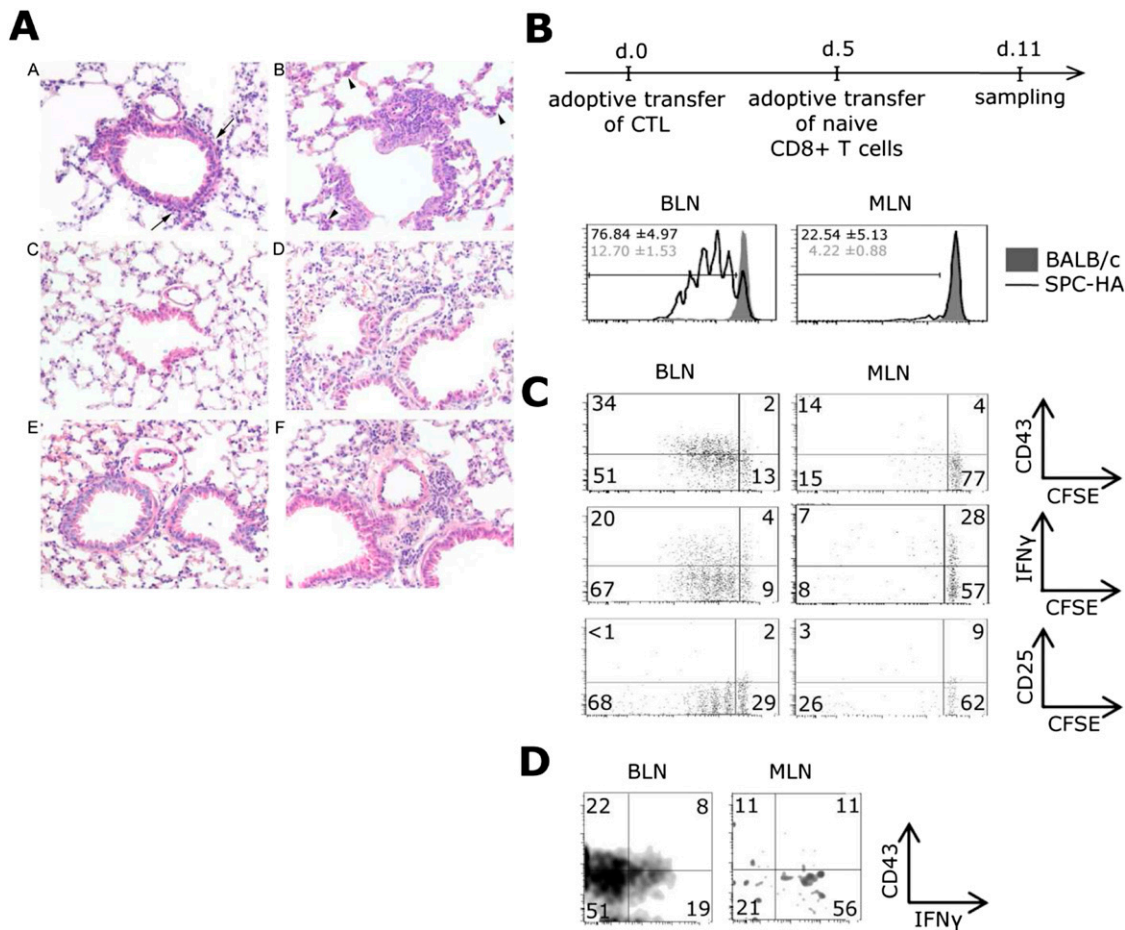 A
A
B
C
D
E
F
B
d.0
d.5
d.11
adoptive transfer
of CTL
adoptive transfer
of naive
CD8+ T cells
sampling
BLN
MLN
76.84 ±4.97
12.70 ±1.53
22.54 ±5.13
4.22 ±0.88
BALB/c
SPC-HA
C
BLN
MLN
34 2
51 13
14 4
15 77
CD43
CFSE
20 4
67 9
7 28
8 57
IFNγ
CFSE
<1 2
68 29
3 9
26 62
CD25
CFSE
D
BLN
MLN
22 8
51 19
11 11
21 56
CD43
IFNγ